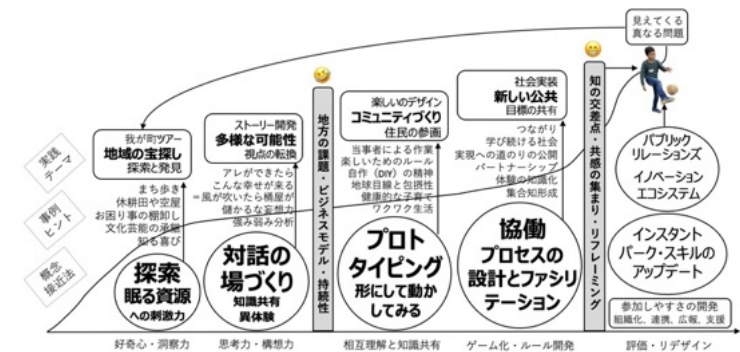 見えてくる
真なる問題
実践
テーマ
事例
ヒント
概念
接近法
我が町ツアー
地域の宝探し
探索と発見
まち歩き
休耕田や空屋
お困り事の棚卸し
文化芸能の承継
知る喜び
探索
眠る資源
への刺激力
好奇心・洞察力
ストーリー開発
多様な可能性
視点の転換
アレができたら
こんな幸せが来る
=風が吹いたら桶屋が
儲かるな妄想力
強み弱み分析
対話の
場づくり
知識共有
異体験
思考力・構想力
地方の課題・ビジネスモデル・持続性
楽しいのデザイン
コミュニティづくり
住民の参画
当事者による作業
楽しいためのルール
自作（DIY）の精神
地球目線と包摂性
健康的な子育て
ワクワク生活
プロト
タイピング
形にして動か
してみる
相互理解と知識共有
社会実装
新しい公共
目標の共有
つながり
学び続ける社会
実現への道のりの公開
パートナーシップ
体験の知識化
集合知形成
協働
プロセスの
設計とファシリ
テーション
ゲーム化・ルール開発
知の交差点・共感の集まり・リフレーミング
パブリック
リレーションズ
イノベーション
エコシステム
インスタント
パーク・スキルの
アップデート
参加しやすさの開発
組織化、連携、広報、支援
評価・リデザイン